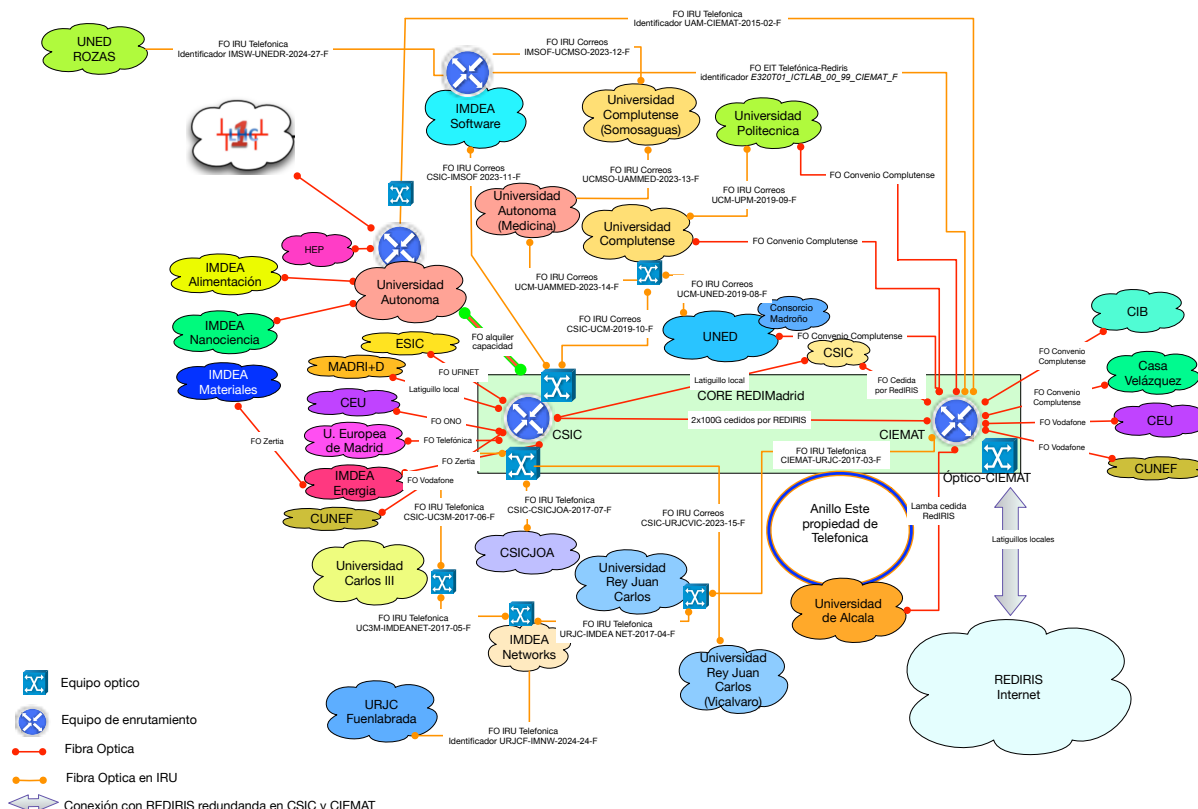 FO IRU Telefonica
Identificador UAM-CIEMAT-2015-02-F
UNED
ROZAS
FO IRU Telefonica
Identificador IMSW-UNEDR-2024-27-F
FO IRU Correos
IMSOF-UCMSO-2023-12-F
FO EIT Telefónica-Rediris
identificador E320T01_ICTLAB_00_99_CIEMAT_F
IMDEA
Software
Universidad
Complutense
(Somosaguas)
Universidad
Politecnica
LHC
1
FO IRU Correos
CSIC-IMSOF 2023-11-F
FO IRU Correos
UCMSO-UAMMED-2023-13-F
FO Convenio Complutense
FO IRU Correos
UCM-UPM-2019-09-F
Universidad
Autonoma
(Medicina)
Universidad
Complutense
FO Convenio Complutense
HEP
IMDEA
Alimentación
Universidad
Autonoma
FO IRU Correos
UCM-UAMMED-2023-14-F
FO IRU Correos
UCM-UNED-2019-08-F
Consorcio
Madroño
IMDEA
Nanociencia
FO alquiler
capacidad
FO IRU Correos
CSIC-UCM-2019-10-F
UNED
FO Convenio Complutense
CIB
ESIC
CSIC
FO Convenio
Complutense
MADRI+D
FO UFINET
IMDEA
Materiales
Latiguillo local
Latiguillo local
FO Cedida
por RedIRIS
Casa
Velázquez
CORE REDIMadrid
FO Convenio
Complutense
CEU
FO ONO
CSIC
2x100G cedidos por REDIRIS
CIEMAT
FO Vodafone
CEU
U. Europea
de Madrid
FO Telefónica
FO Zertia
FO Zertia
FO IRU Telefonica
CIEMAT-URJC-2017-03-F
FO Vodafone
CUNEF
IMDEA
Energia
FO Vodafone
Óptico-CIEMAT
CUNEF
FO IRU Telefonica
CSIC-UC3M-2017-06-F
FO IRU Telefonica
CSIC-CSICJOA-2017-07-F
FO IRU Correos
CSIC-URJCVIC-2023-15-F
Anillo Este
propiedad de
Telefonica
Lamba cedida
RedIRIS
Latiguillos locales
Universidad
Carlos III
CSICJOA
Universidad
Rey Juan
Carlos
Universidad
de Alcala
FO IRU Telefonica
UC3M-IMDEANET-2017-05-F
FO IRU Telefonica
URJC-IMDEA NET-2017-04-F
IMDEA
Networks
Universidad
Rey Juan
Carlos
(Viçalvaro)
REDIRIS
Internet
Equipo optico
URJC
Fuenlabrada
Equipo de enrutamiento
FO IRU Telefonica
Identificador URJCF-IMNW-2024-24-F
Fibra Optica
Fibra Optica en IRU
Conexión con REDIRIS redundanda en CSIC y CIEMAT